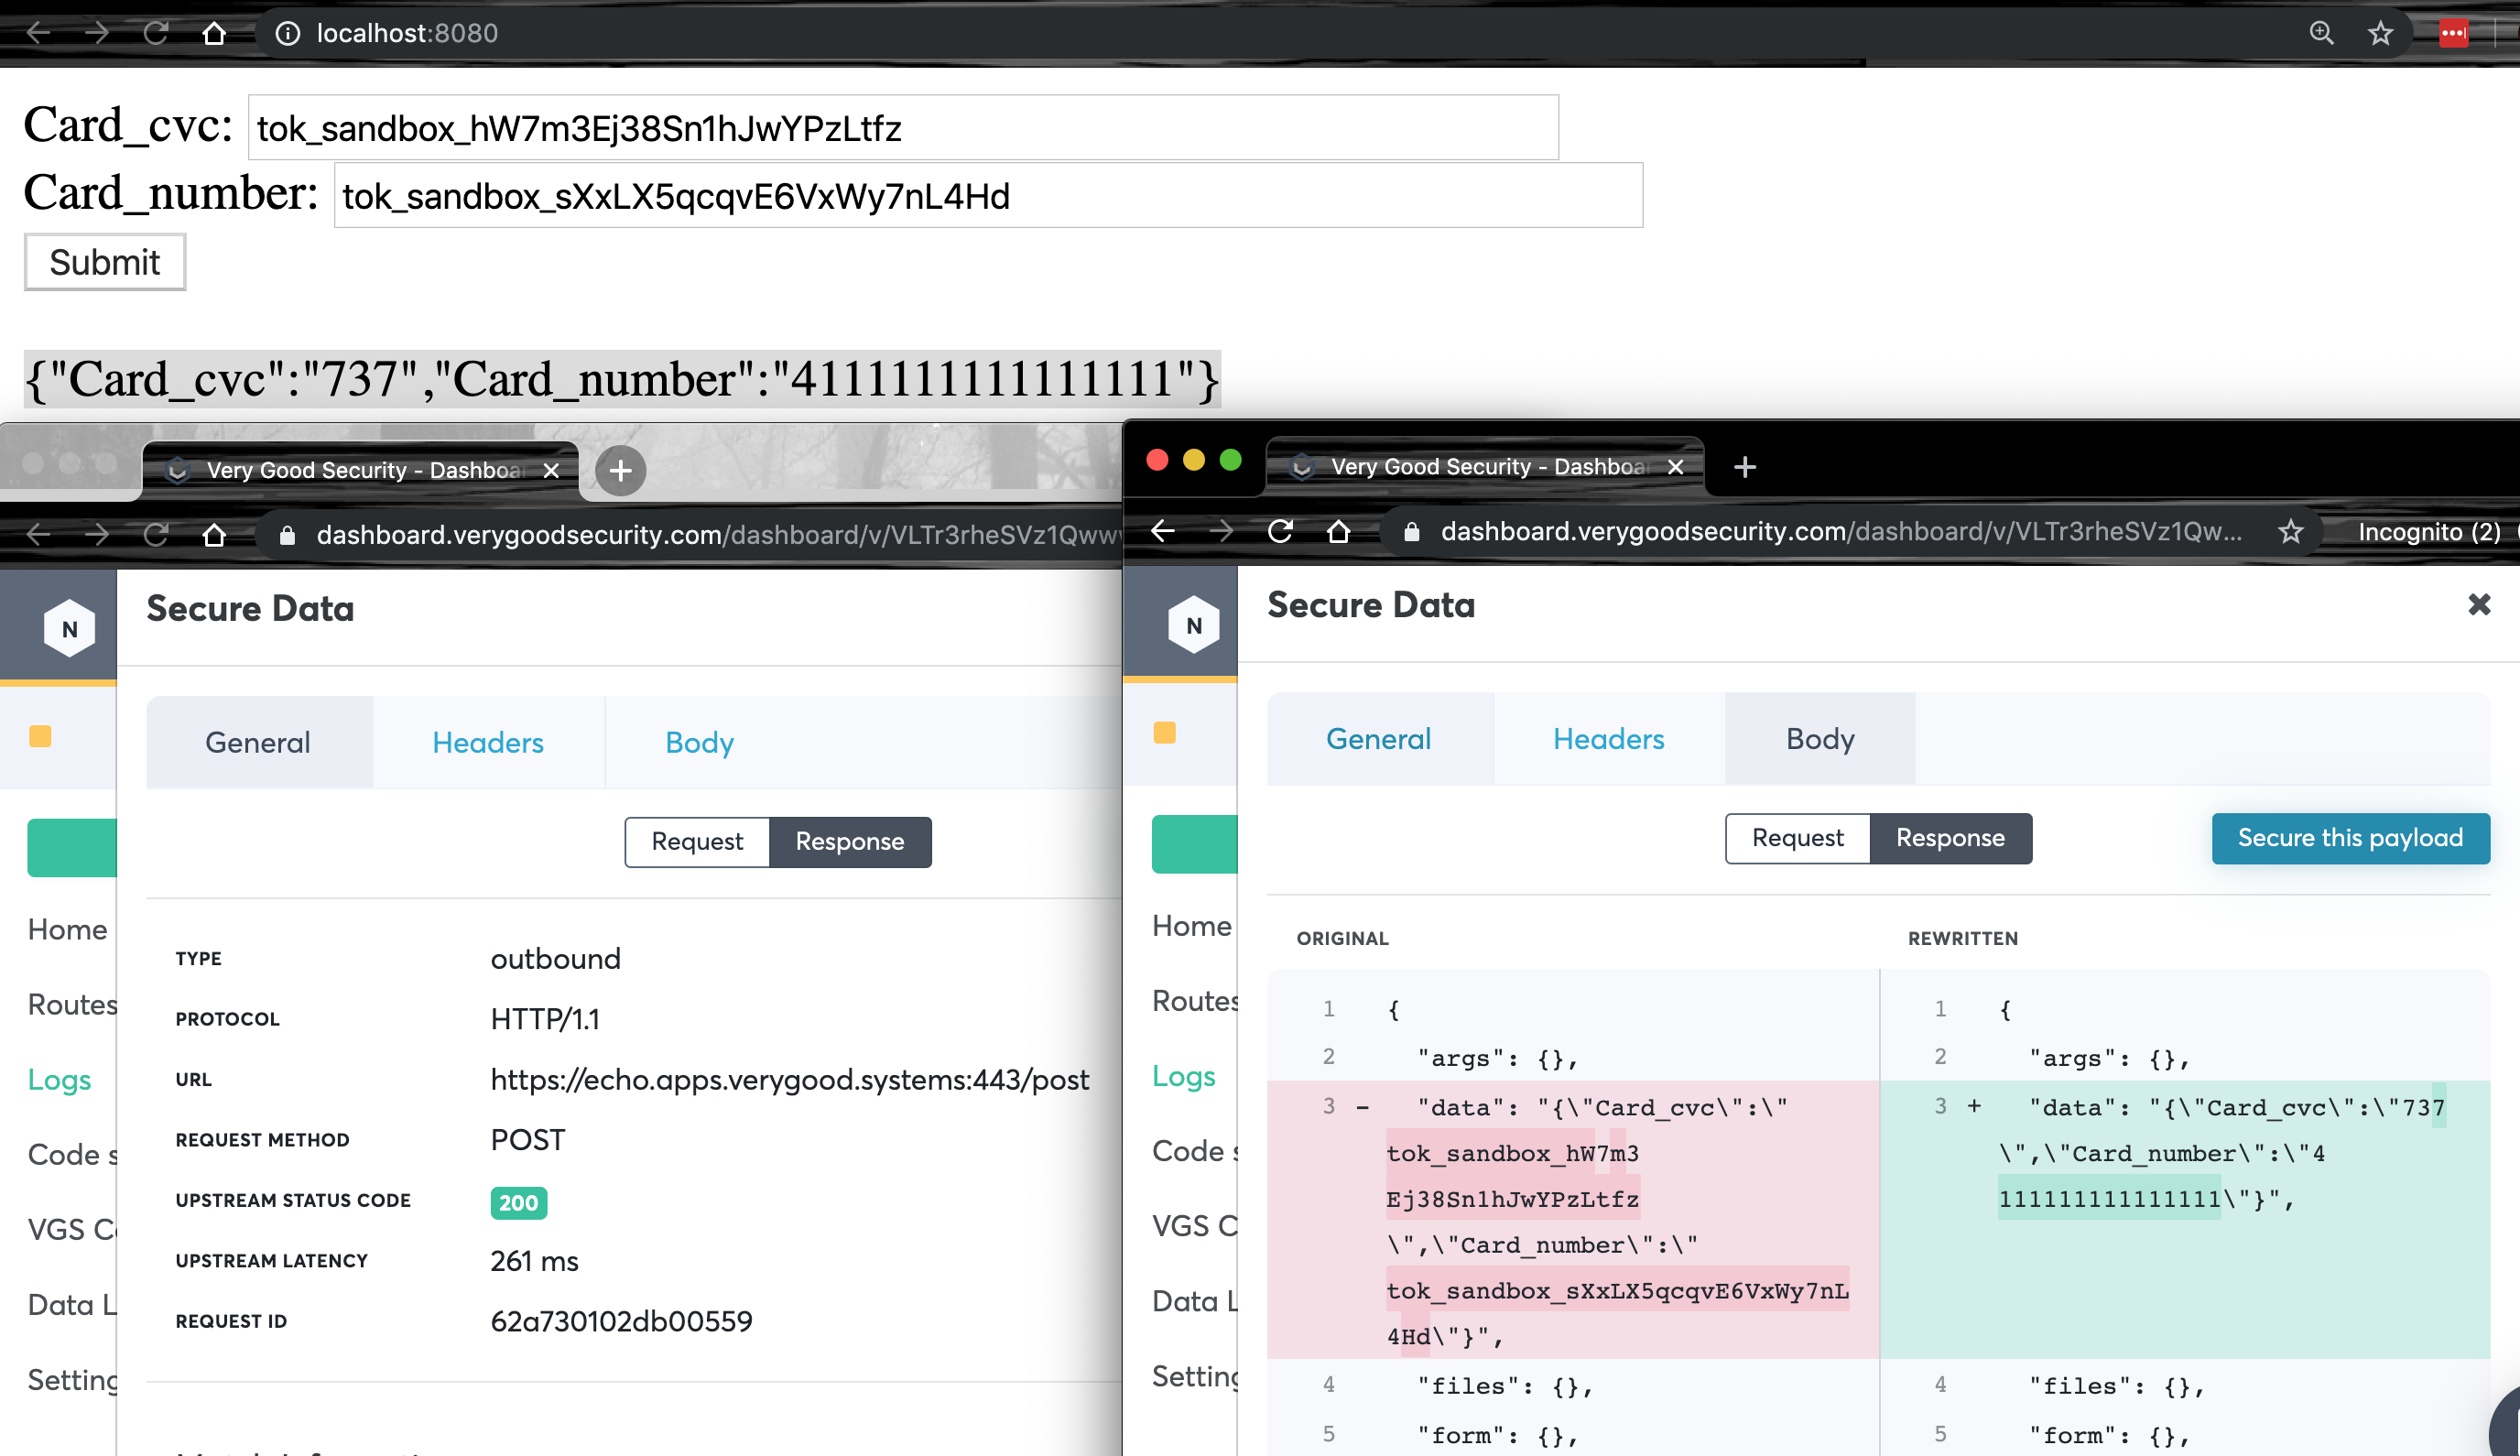 localhost:8080
Card_cvc: tok_sandbox_hW7m3Ej38Sn1hJwYPzLtfz
Card_number: tok_sandbox_sXxLX5qcqvE6VxWy7nL4Hd
Submit
{"Card_cvc":"737","Card_number":"4111111111111111"}
Very Good Security - Dashboa
dashboard.verygoodsecurity.com/dashboard/v/VLTr3rheSVz1Qww
N
Secure Data
General Headers Body
Request Response
Home
Routes
Logs
Code s
VGS C
Data L
Setting
TYPE outbound
PROTOCOL HTTP/1.1
URL https://echo.apps.verygood.systems:443/post
REQUEST METHOD POST
UPSTREAM STATUS CODE 200
UPSTREAM LATENCY 261 ms
REQUEST ID 62a730102db00559
Very Good Security - Dashboa
dashboard.verygoodsecurity.com/dashboard/v/VLTr3rheSVz1Qw...
Incognito (2)
N
Secure Data
General Headers Body
Request Response
Secure this payload
Home
Routes
Logs
Code s
VGS C
Data L
Setting
ORIGINAL
1 {
2 "args": {},
3 - "data": "{\"Card_cvc\":\"
tok_sandbox_hW7m3
Ej38Sn1hJwYPzLtfz
\",\"Card_number\":\"
tok_sandbox_sXxLX5qcqvE6VxWy7nL
4Hd\"}",
4 "files": {},
5 "form": {},
REWRITTEN
1 {
2 "args": {},
3 + "data": "{\"Card_cvc\":\"737
\",\"Card_number\":\"4
111111111111111\"}",
4 "files": {},
5 "form": {},